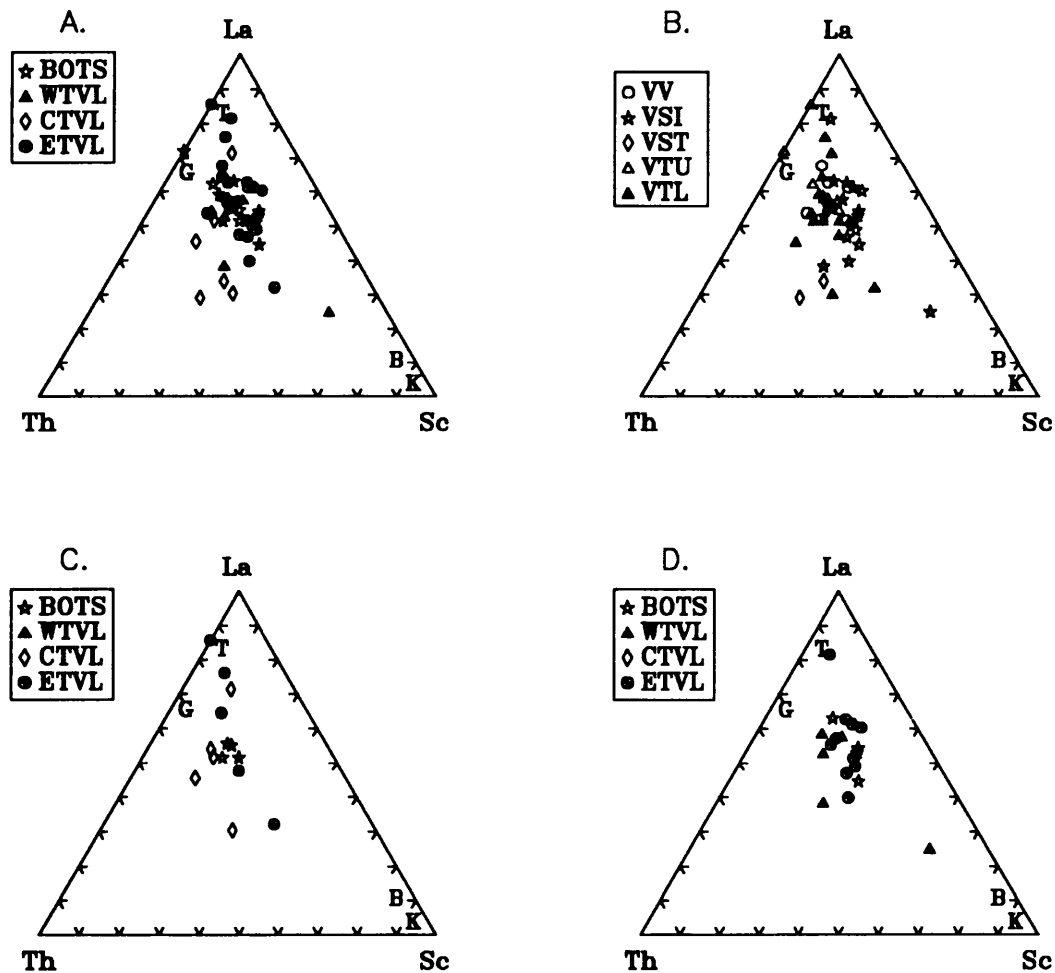 A.
La
BOTS
WTVL
CTVL
ETVL
T
G
B
K
Th
Sc
B.
La
VV
VSI
VST
VTU
VTL
T
G
B
K
Th
Sc
C.
La
BOTS
WTVL
CTVL
ETVL
T
G
B
K
Th
Sc
D.
La
BOTS
WTVL
CTVL
ETVL
T
G
B
K
Th
Sc